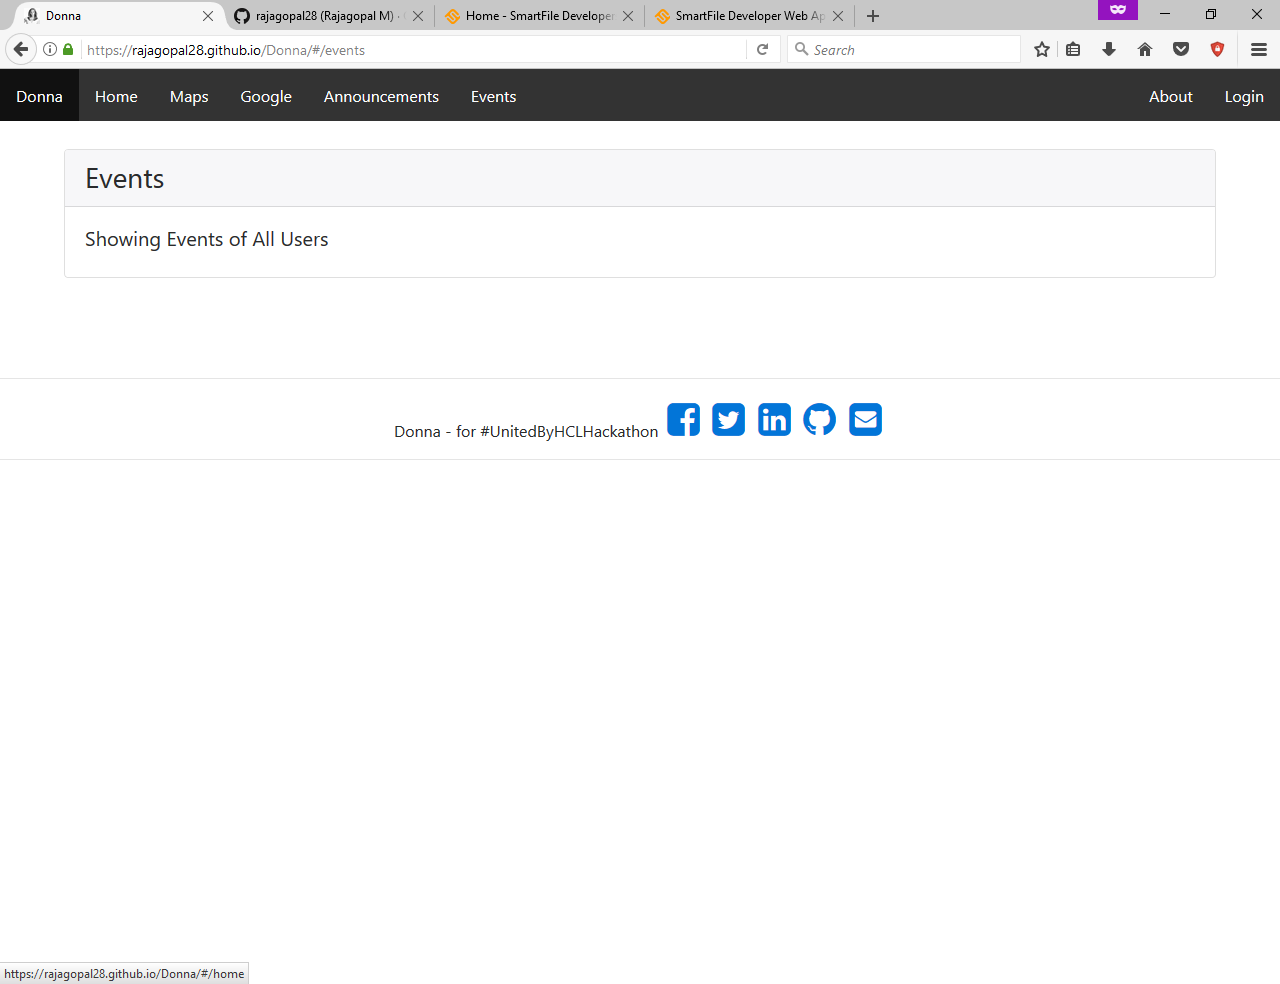 Donna
rajagopal28 (Rajagopal M) ·
Home - SmartFile Developer
SmartFile Developer Web Ap
https://rajagopal28.github.io/Donna/#/events
Search
Donna Home Maps Google Announcements Events About Login
Events
Showing Events of All Users
Donna - for #UnitedByHCLHackathon
https://rajagopal28.github.io/Donna/#/home